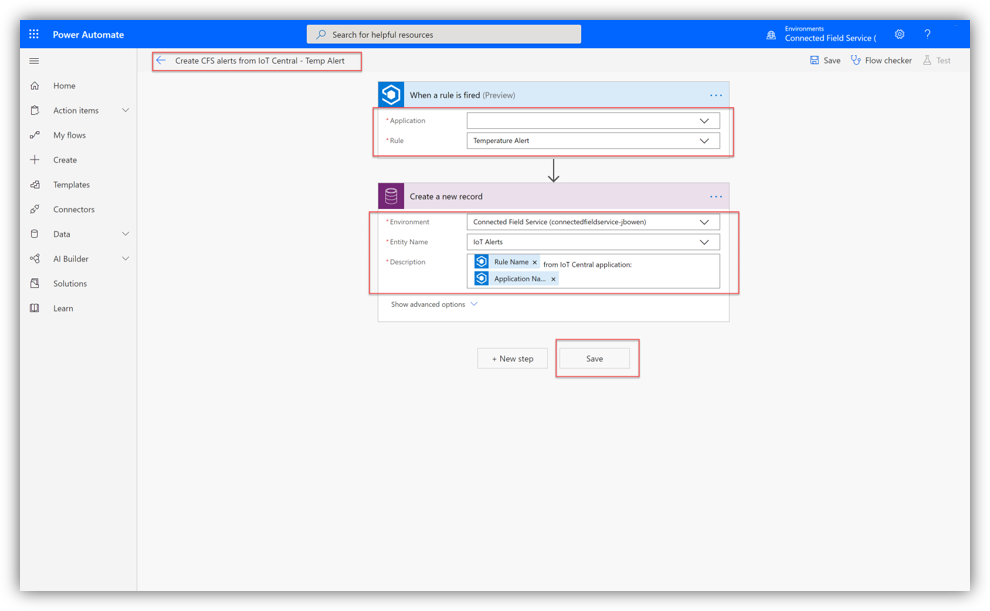 Power Automate
Search for helpful resources
Environments
Connected Field Service (
?
Create CFS alerts from IoT Central - Temp Alert
Save
Flow checker
Test
Home
Action items
My flows
Create
Templates
Connectors
Data
AI Builder
Solutions
Learn
When a rule is fired (Preview)
* Application
* Rule
Temperature Alert
Create a new record
* Environment
Connected Field Service (connectedfieldservice-jbowen)
* Entity Name
IoT Alerts
* Description
Rule Name × from IoT Central application:
Application Na... ×
Show advanced options
+ New step
Save